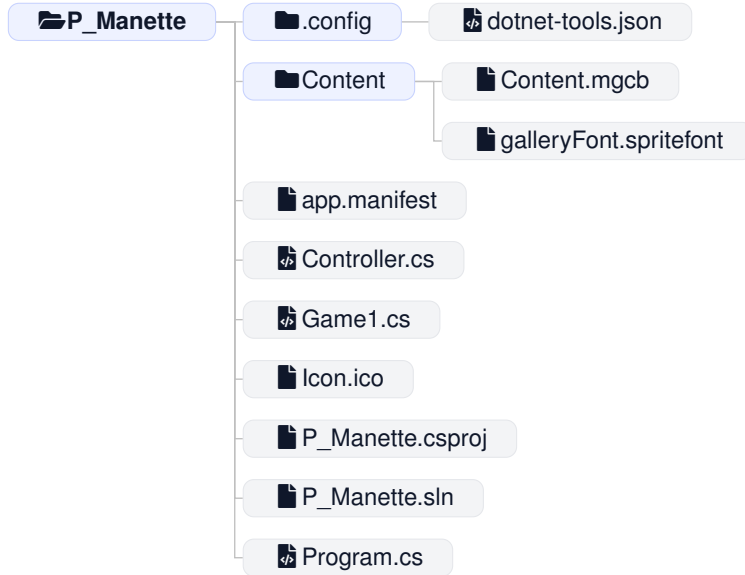 P_Manette
.config
dotnet-tools.json
Content
Content.mgcb
galleryFont.spritefont
app.manifest
Controller.cs
Game1.cs
Icon.ico
P_Manette.csproj
P_Manette.sln
Program.cs